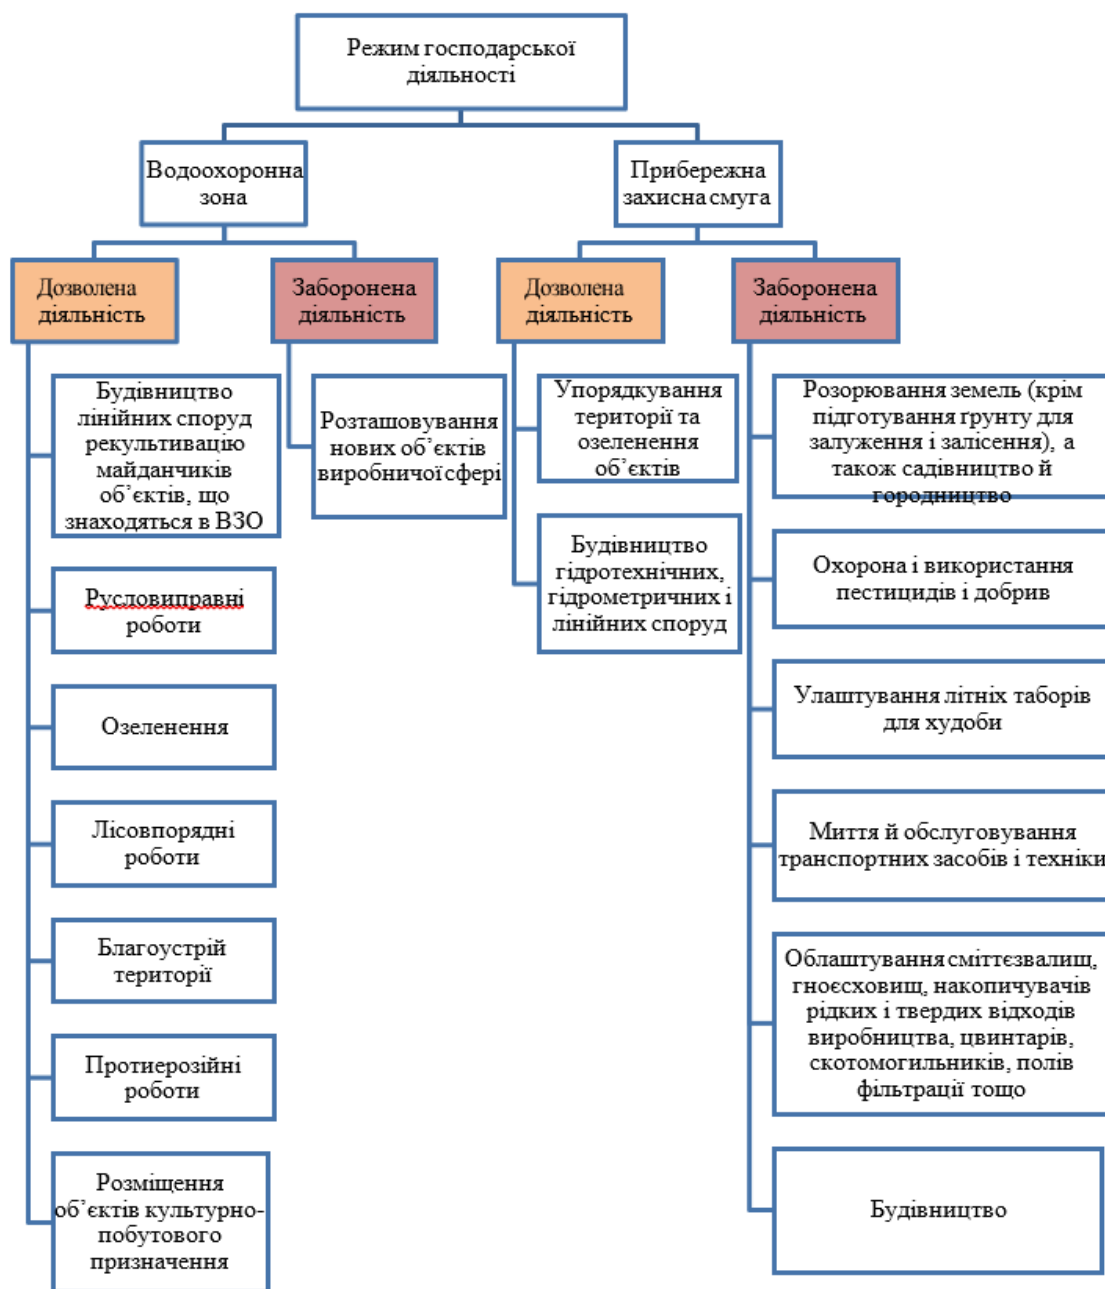 Режим господарської
діяльності
Водоохоронна
зона
Прибережна
захисна смуга
Дозволена
діяльність
Заборонена
діяльність
Дозволена
діяльність
Заборонена
діяльність
Будівництво
лінійних споруд
рекультивацію
майданчиків
об’єктів, що
знаходяться в ВЗО
Русловиправні
роботи
Озеленення
Лісовпорядні
роботи
Благоустрій
території
Протиерозійні
роботи
Розміщення
об’єктів культурно-
побутового
призначення
Розташовування
нових об’єктів
виробничої сфері
Упорядкування
території та
озеленення
об’єктів
Будівництво
гідротехнічних,
гідрометричних і
лінійних споруд
Розорювання земель (крім
підготування ґрунту для
залуження і залісення), а
також садівництво й
городництво
Охорона і використання
пестицидів і добрив
Улаштування літніх таборів
для худоби
Миття й обслуговування
транспортних засобів і техніки
Облаштування сміттєзвалищ,
гноєсховищ, накопичувачів
рідких і твердих відходів
виробництва, цвинтарів,
скотомогильників, полів
фільтрації тощо
Будівництво